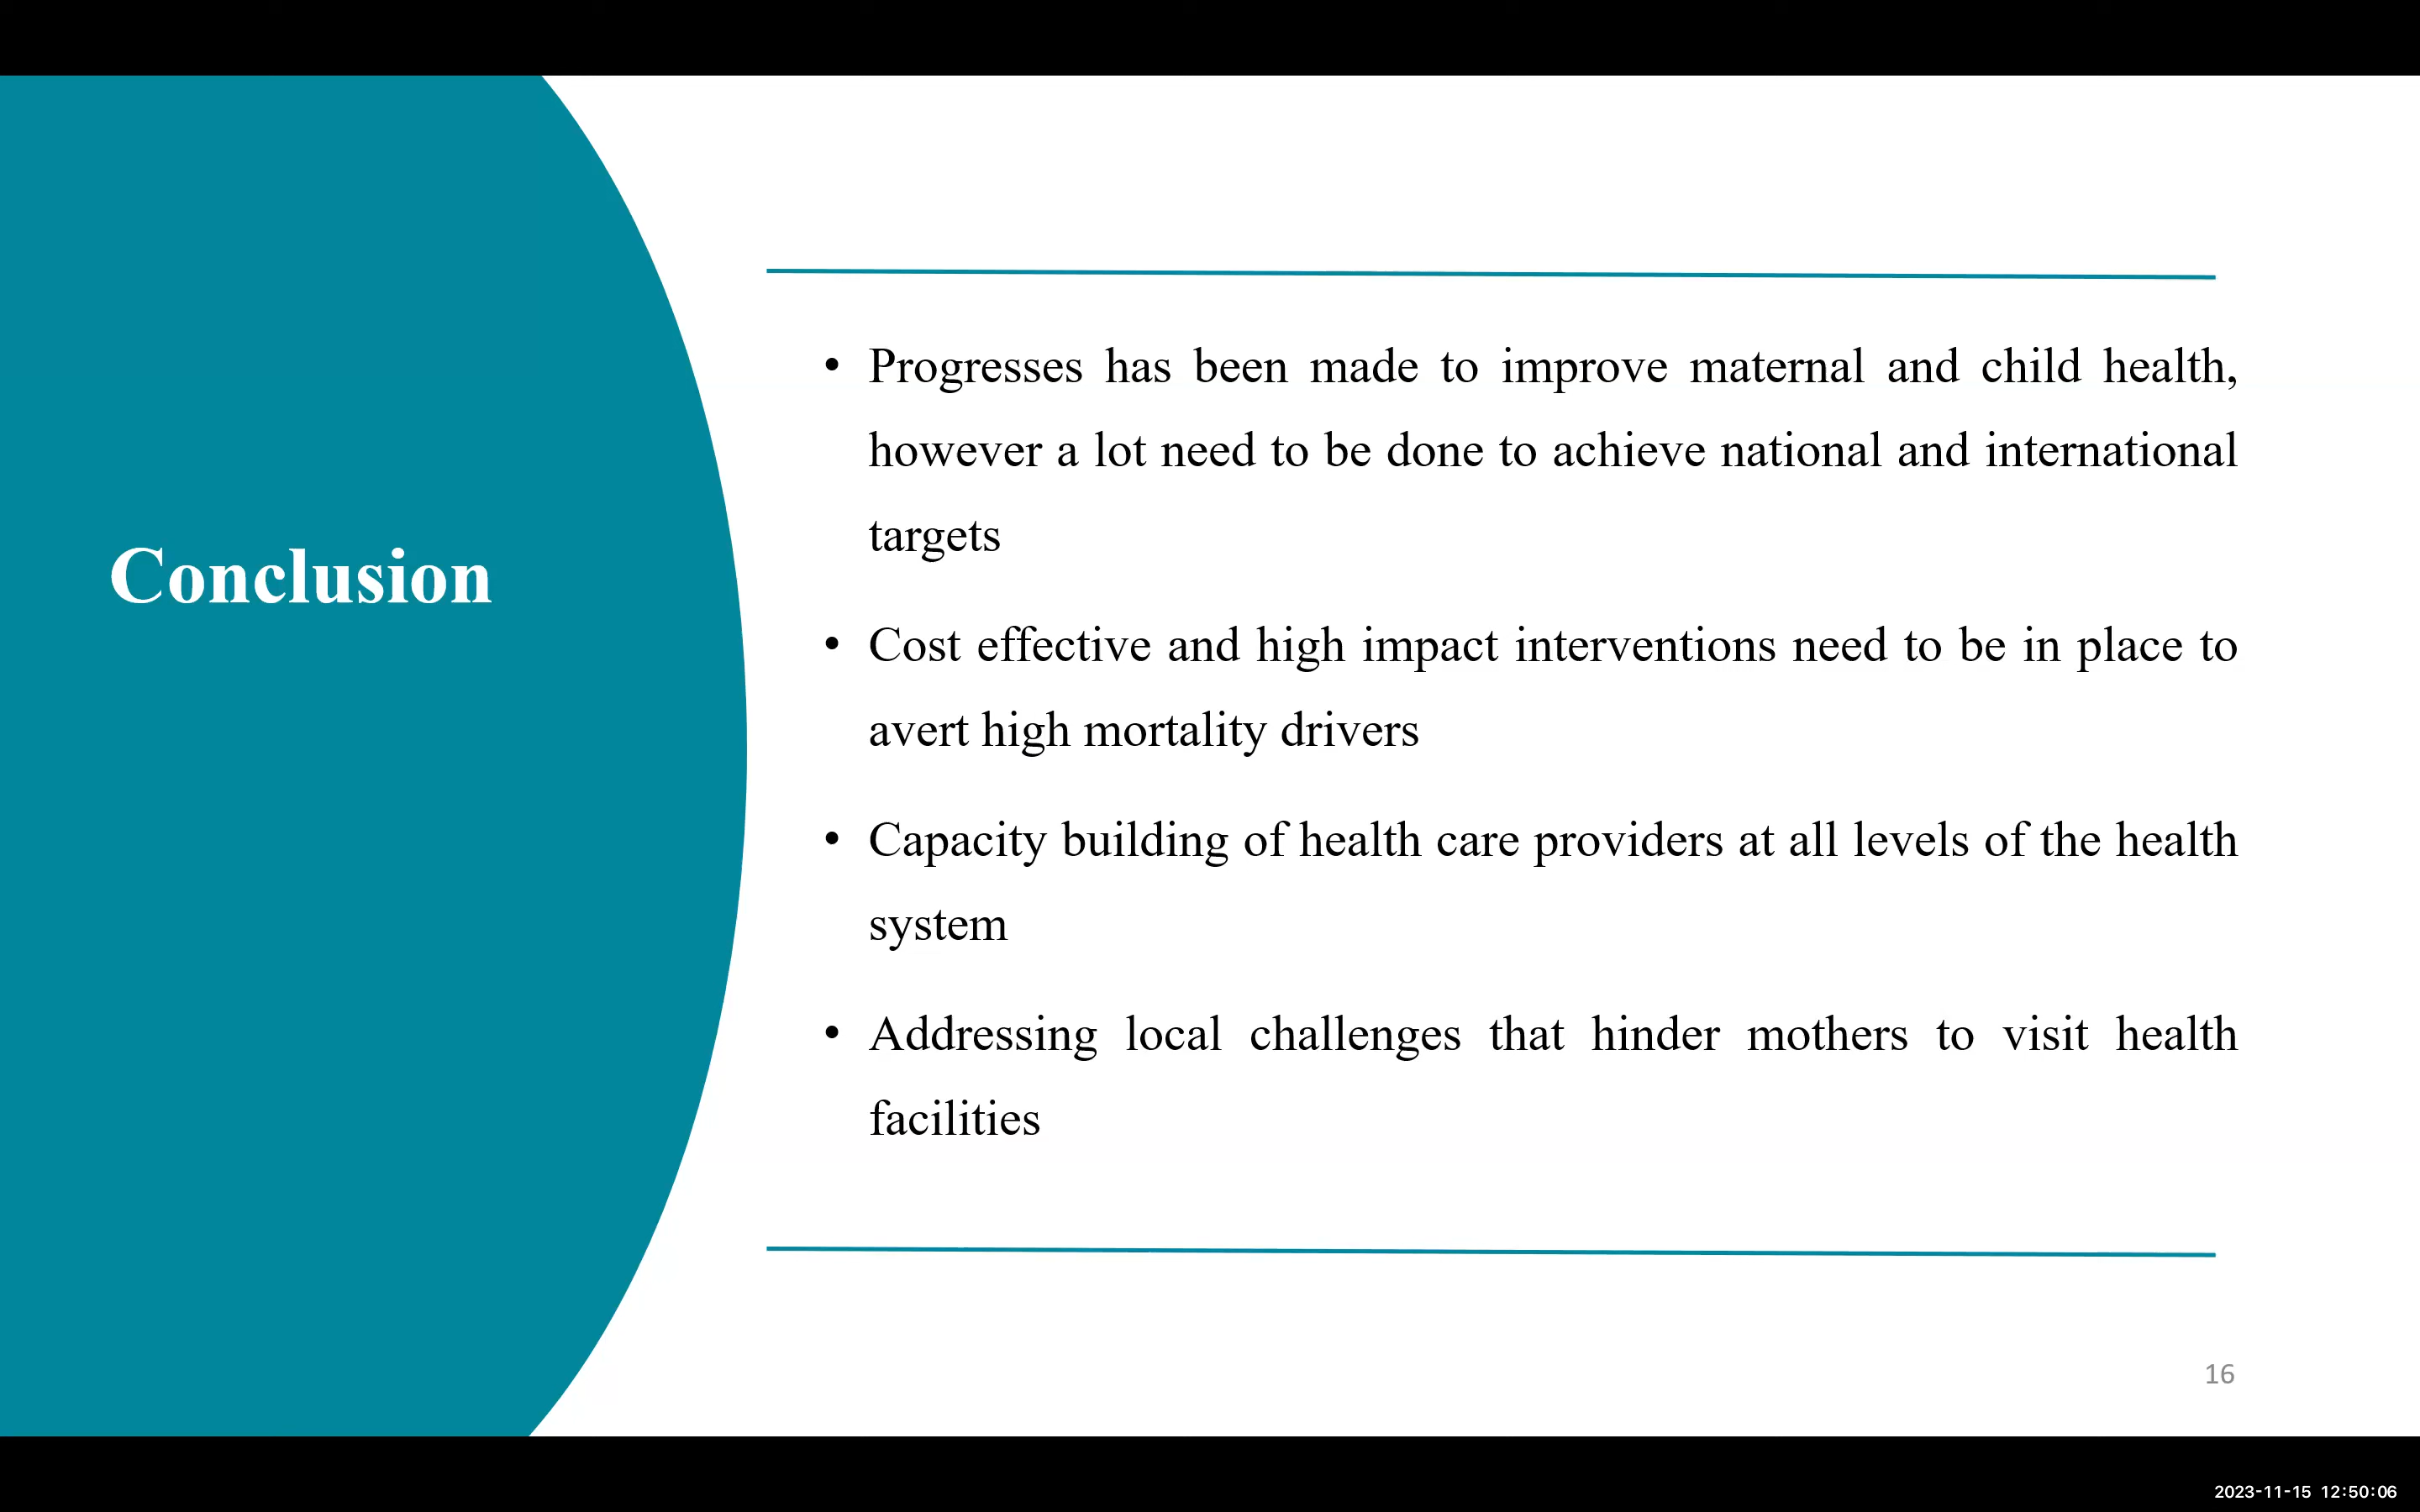 Conclusion
• Progresses has been made to improve maternal and child health,
however a lot need to be done to achieve national and international
targets
• Cost effective and high impact interventions need to be in place to
avert high mortality drivers
• Capacity building of health care providers at all levels of the health
system
• Addressing local challenges that hinder mothers to visit health
facilities
16
2023-11-15 12:50:06